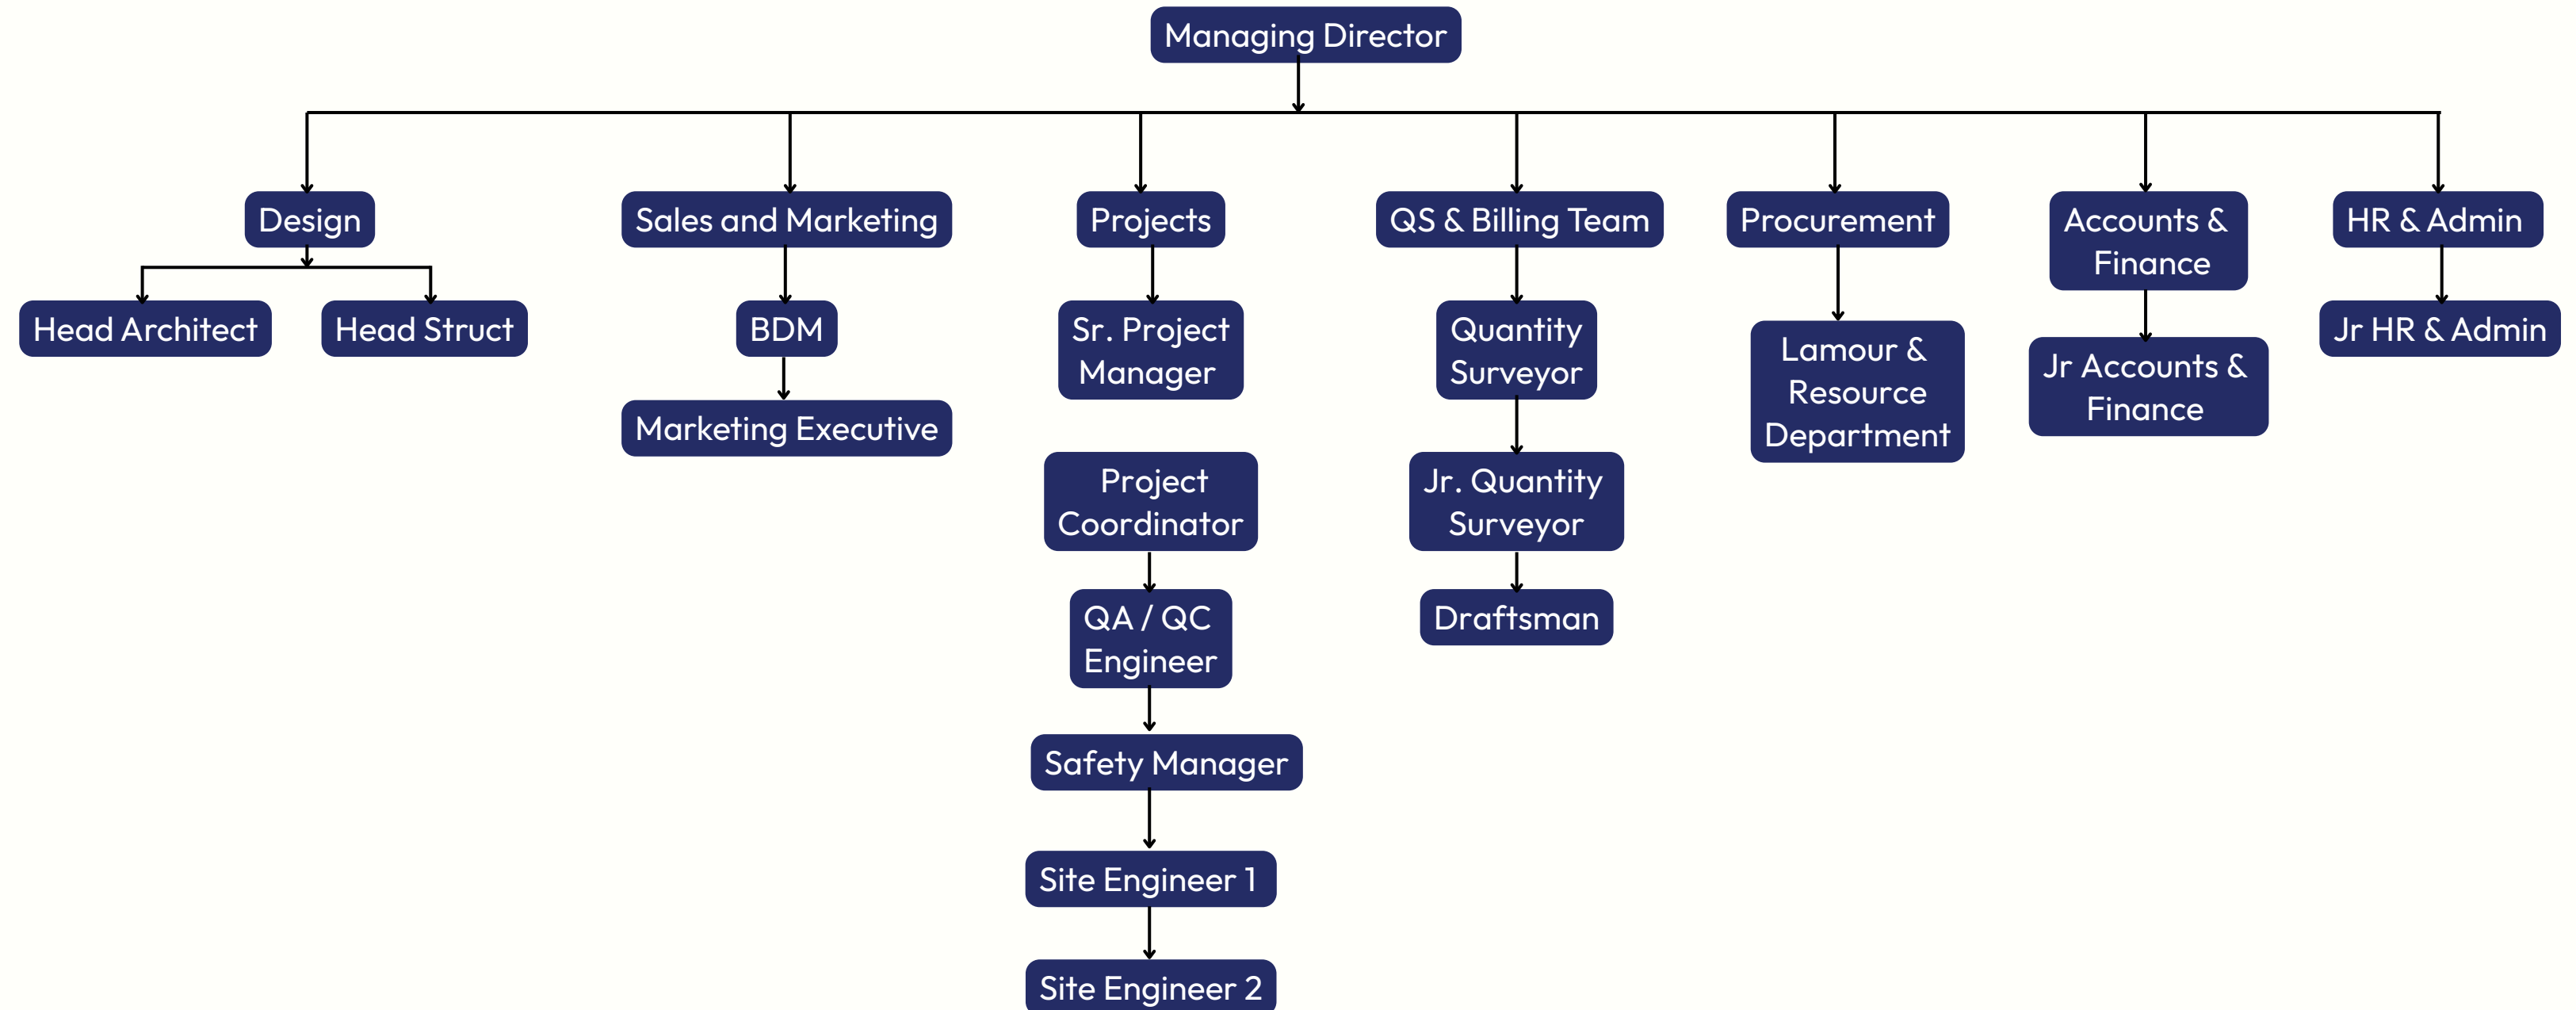 Managing Director
Design
Sales and Marketing
Projects
QS & Billing Team
Procurement
Accounts &
Finance
HR & Admin
Head Architect
Head Struct
BDM
Sr. Project
Manager
Quantity
Surveyor
Lamour &
Resource
Department
Jr Accounts &
Finance
Jr HR & Admin
Marketing Executive
Project
Coordinator
Jr. Quantity
Surveyor
QA / QC
Engineer
Draftsman
Safety Manager
Site Engineer 1
Site Engineer 2